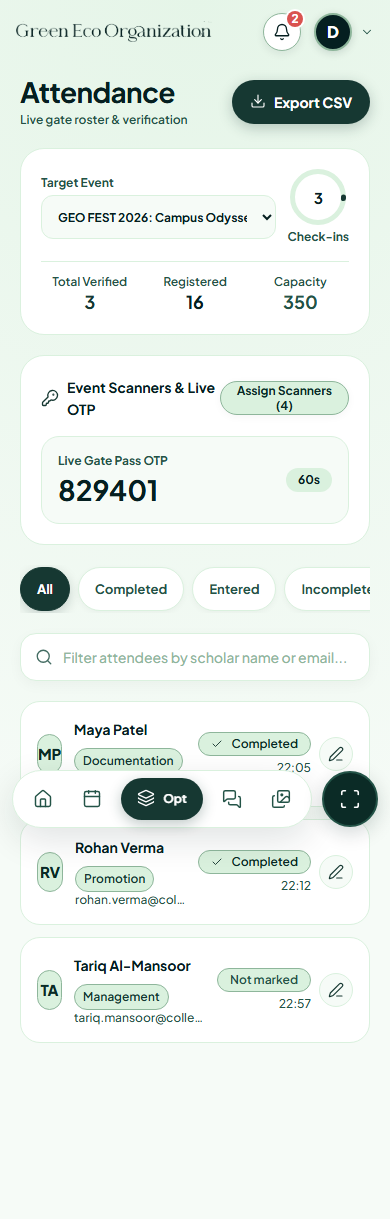 Green Eco Organization
2
D
Attendance
Export CSV
Live gate roster & verification
Target Event
GEO FEST 2026: Campus Odysse
3
Check-ins
Total Verified
Registered
Capacity
3
16
350
Event Scanners & Live
OTP
Assign Scanners
(4)
Live Gate Pass OTP
829401
60s
All
Completed
Entered
Incomplete
Filter attendees by scholar name or email...
MP
Maya Patel
Documentation
Completed
22:05
Opt
RV
Rohan Verma
Promotion
rohan.verma@col...
Completed
22:12
TA
Tariq Al-Mansoor
Management
tariq.mansoor@colle...
Not marked
22:57